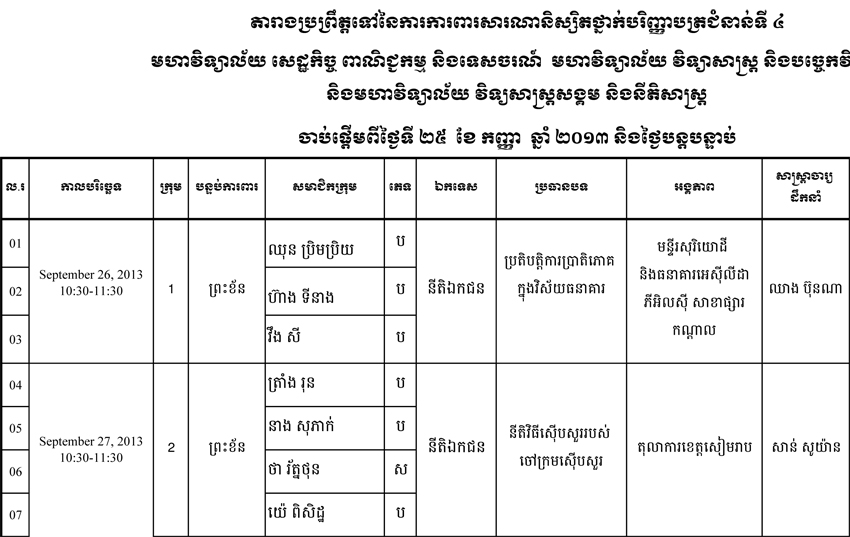 តារាងប្រព្រឹត្តទៅនៃការការពារសារណានិស្សិតថ្នាក់បរិញ្ញាបត្រជំនាន់ទី ៤
មហាវិទ្យាល័យ សេដ្ឋកិច្ច ពាណិជ្ជកម្ម និងទេសចរណ៍ មហាវិទ្យាល័យ វិទ្យាសាស្ត្រ និងបច្ចេកវិ
និងមហាវិទ្យាល័យ វិទ្យសាស្ត្រសង្គម និងនីតិសាស្ត្រ
ចាប់ផ្តើមពីថ្ងៃទី ២៥ ខែ កញ្ញា ឆ្នាំ ២០១៣ និងថ្ងៃបន្តបន្ទាប់
ល.រ កាលបរិច្ឆេទ ក្រុម បន្ទប់ការពារ សមាជិកក្រុម ភេទ ឯកទេស ប្រធានបទ អង្គភាព សាស្ត្រាចារ្យ
ដឹកនាំ
01 September 26, 2013 10:30-11:30 1 ព្រះខ័ន ឈុន ប្រិមប្រិយ ប នីតិឯកជន ប្រតិបត្តិការប្រាតិភោគ
ក្នុងវិស័យធនាគារ
មន្ទីរសុរិយោដី
និងធនាគារអេស៊ីលីដា
ភីអិលស៊ី សាខាផ្សារ
កណ្តាល
ឈាង ប៊ុនណា
02 ហ៊ាង ទីនាង ប
03 វឹង សី ប
04 September 27, 2013 10:30-11:30 2 ព្រះខ័ន ត្រាំង រុន ប នីតិឯកជន នីតិវិធីស៊ើបសួររបស់
ចៅក្រមស៊ើបសួរ
តុលាការខេត្តសៀមរាប
សាន់ សូយ៉ាន
05 នាង សុភាក់ ប
06 ថា រ័ត្នថុន ស
07 យ៉េ ពិសិដ្ឋ ប